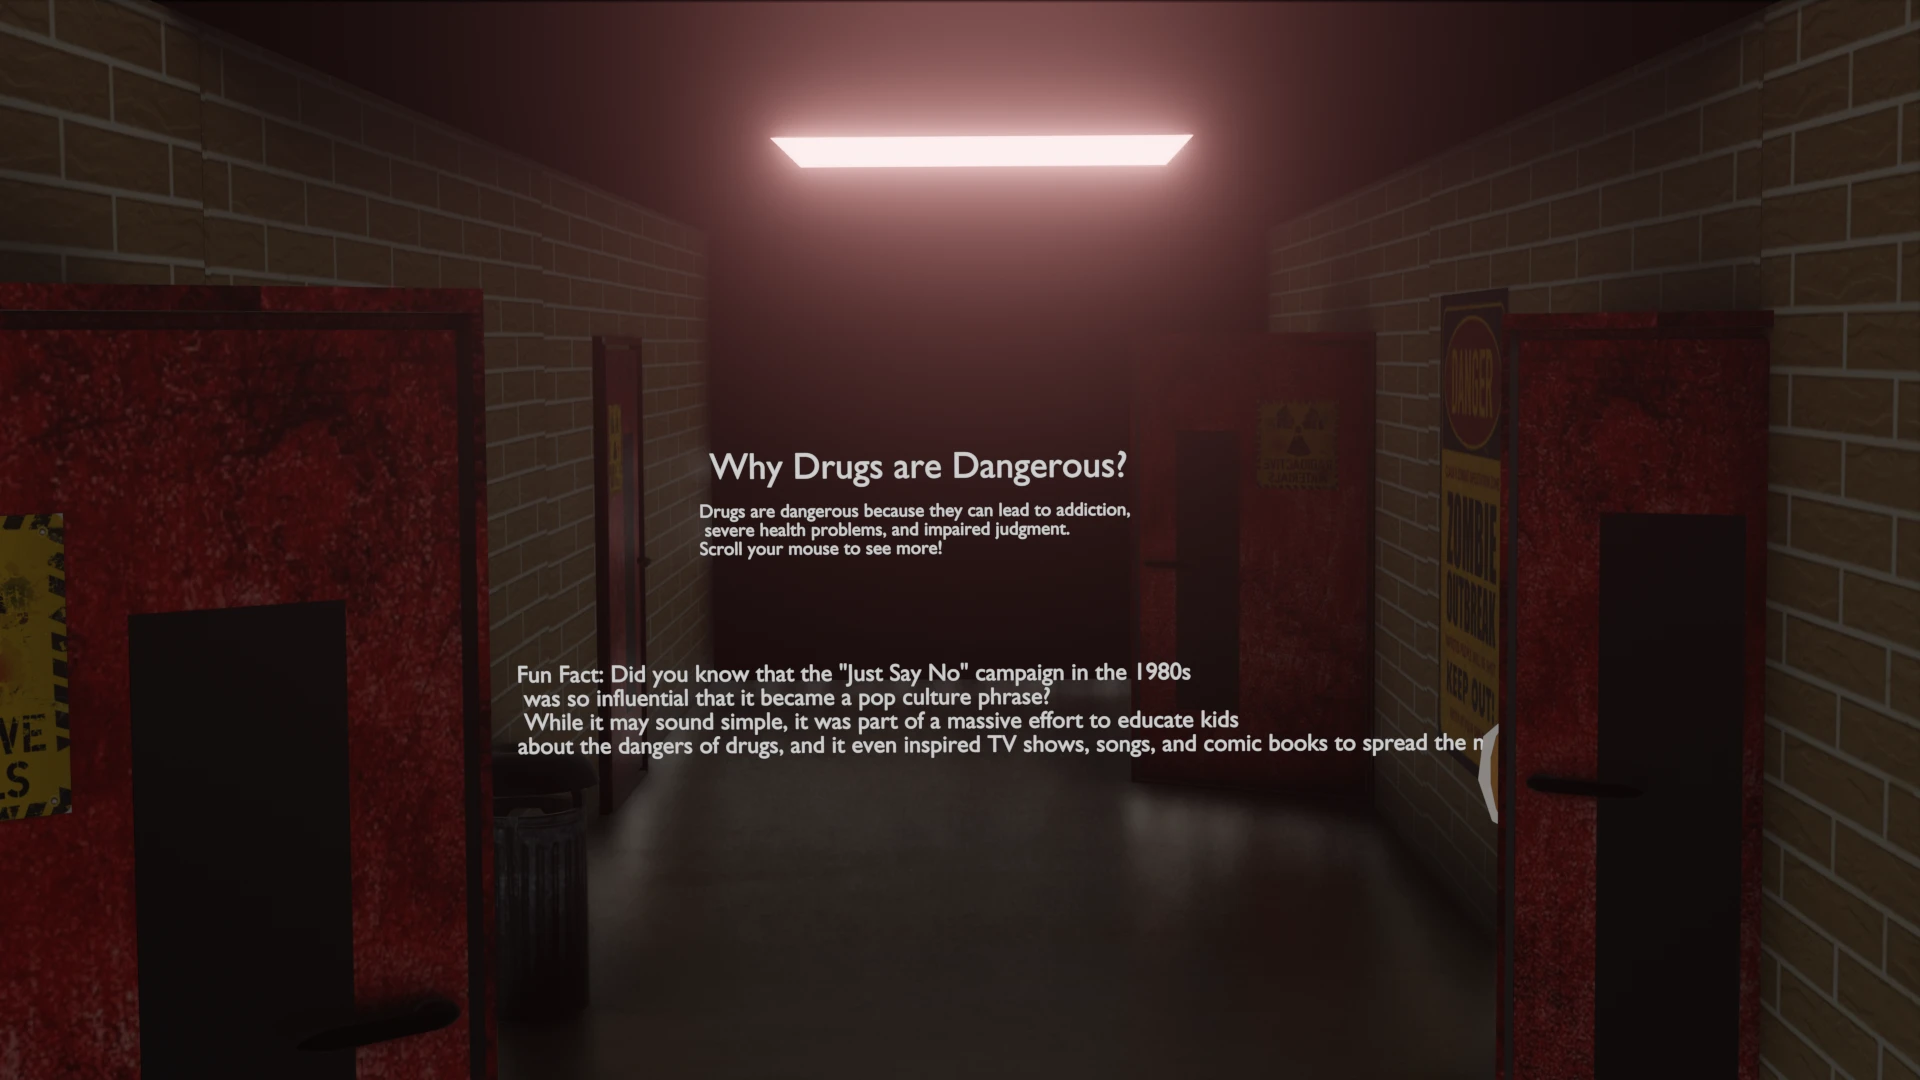 Why Drugs are Dangerous?
Drugs are dangerous because they can lead to addiction,
severe health problems, and impaired judgment.
Scroll your mouse to see more!
Fun Fact: Did you know that the "Just Say No" campaign in the 1980s
was so influential that it became a pop culture phrase?
While it may sound simple, it was part of a massive effort to educate kids
about the dangers of drugs, and it even inspired TV shows, songs, and comic books to spread the
DANGER
ZOMBIE
OUTBREAK
KEEP OUT!